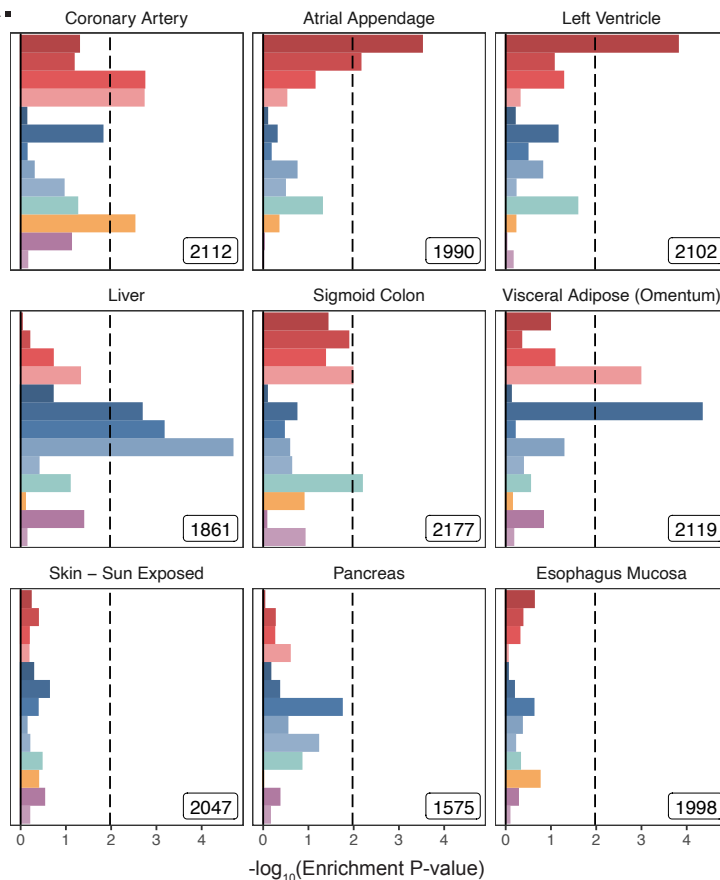 Coronary Artery Atrial Appendage Left Ventricle
2112 1990 2102
Liver Sigmoid Colon Visceral Adipose (Omentum)
1861 2177 2119
Skin – Sun Exposed Pancreas Esophagus Mucosa
2047 1575 1998
0 1 2 3 4 0 1 2 3 4 0 1 2 3 4
-log10(Enrichment P-value)